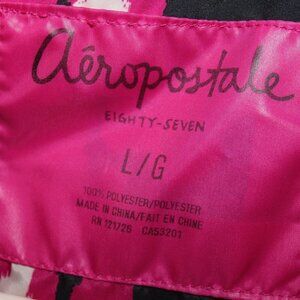 aéropostale
EIGHTY-SEVEN
L/G
100% POLYESTER/POLYESTER
MADE IN CHINA/FAIT EN CHINE
RN 121726 CA53201